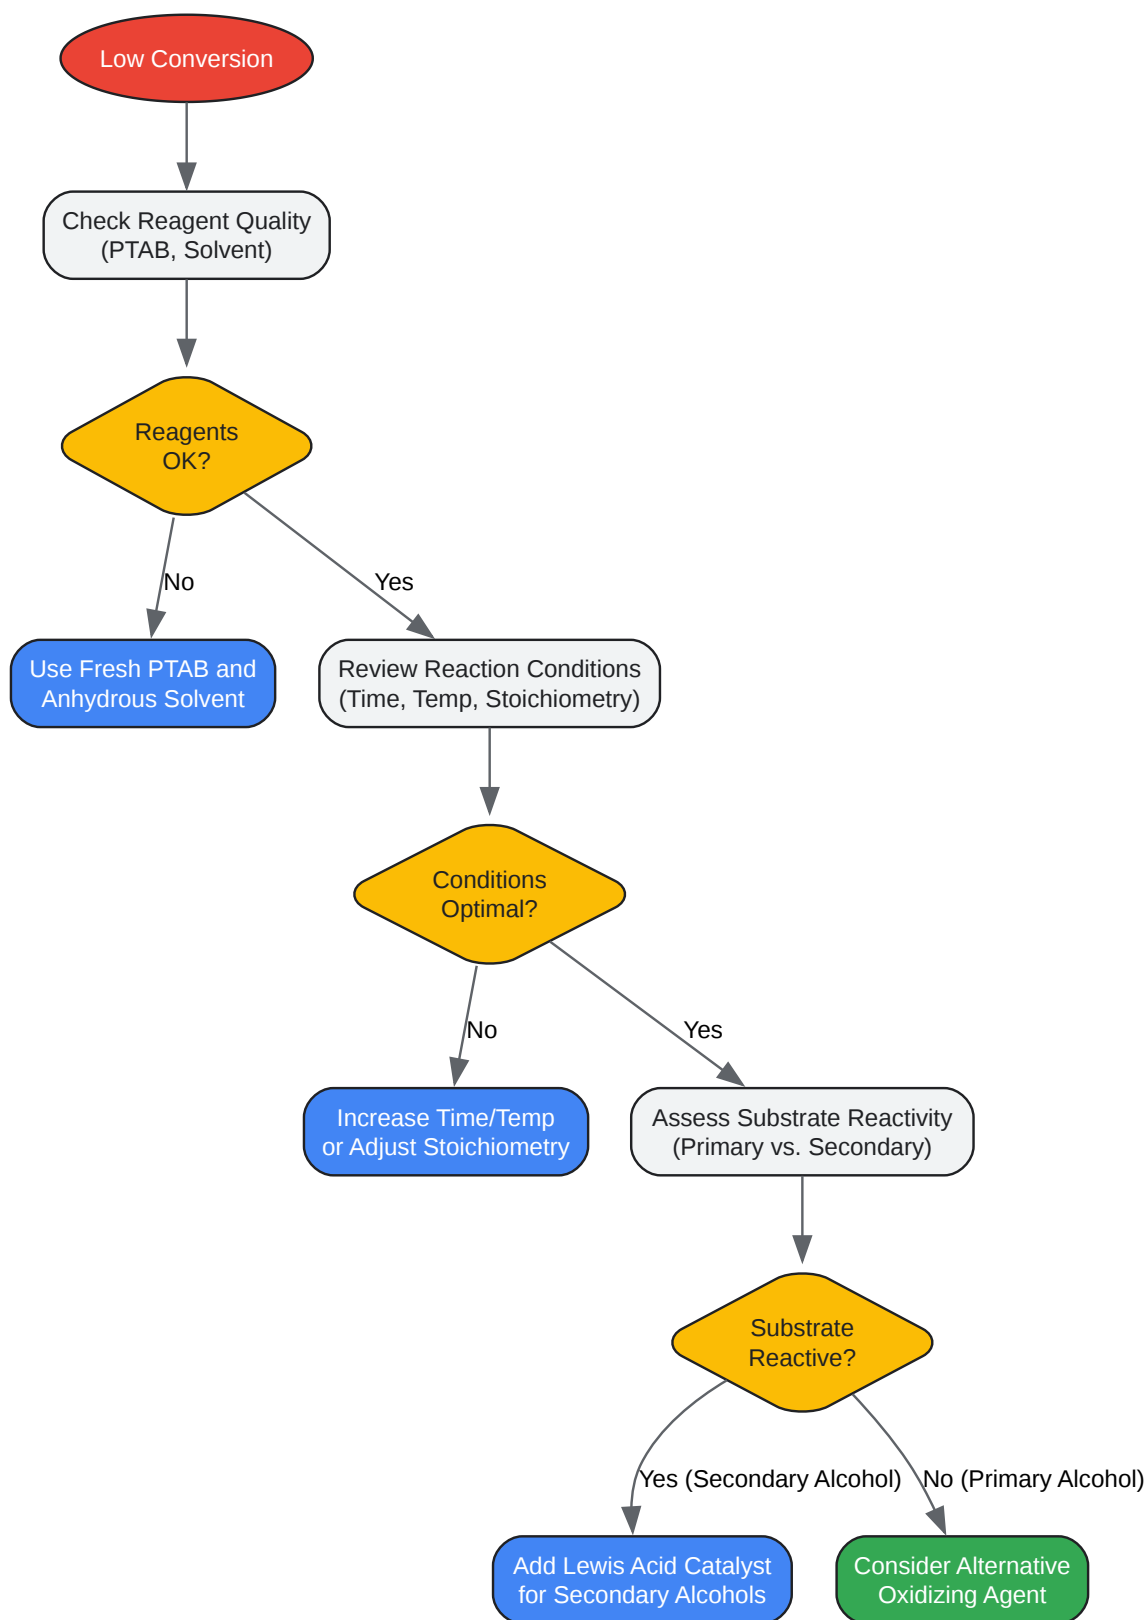 Low Conversion
Check Reagent Quality
(PTAB, Solvent)
Reagents
OK?
No
Yes
Use Fresh PTAB and
Anhydrous Solvent
Review Reaction Conditions
(Time, Temp, Stoichiometry)
Conditions
Optimal?
No
Yes
Increase Time/Temp
or Adjust Stoichiometry
Assess Substrate Reactivity
(Primary vs. Secondary)
Substrate
Reactive?
Yes (Secondary Alcohol)
No (Primary Alcohol)
Add Lewis Acid Catalyst
for Secondary Alcohols
Consider Alternative
Oxidizing Agent